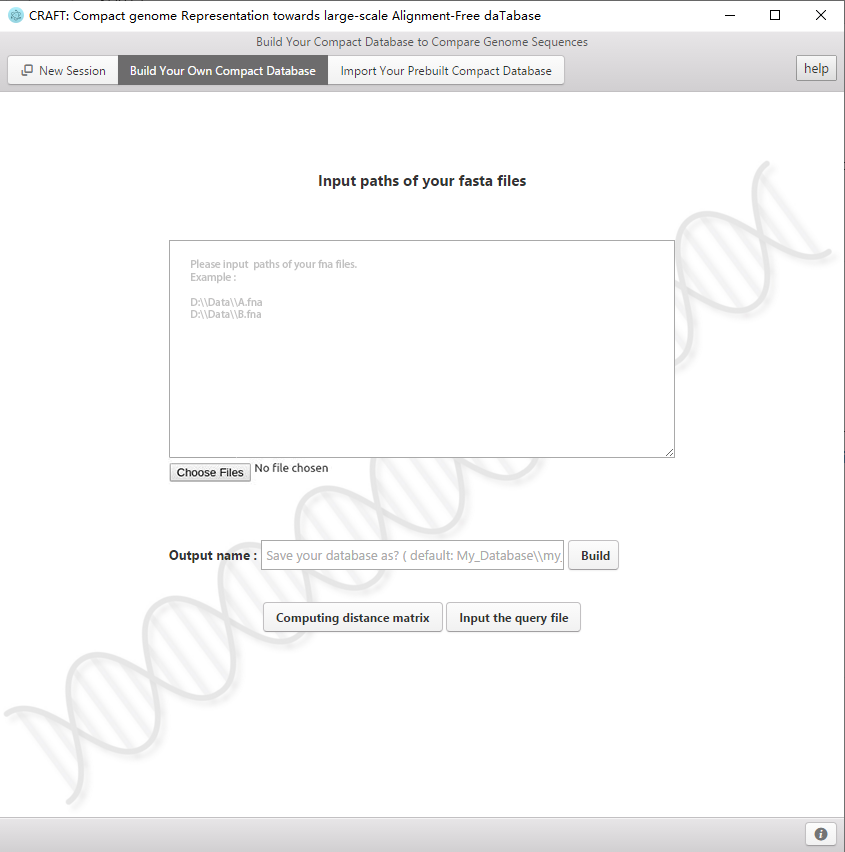 CRAFT: Compact genome Representation towards large-scale Alignment-Free daTabase
Build Your Compact Database to Compare Genome Sequences
New Session
Build Your Own Compact Database
Import Your Prebuilt Compact Database
help
Input paths of your fasta files
Please input  paths of your fna files.
Example :
D:\\Data\\A.fna
D:\\Data\\B.fna
Choose Files No file chosen
Output name : Save your database as? ( default: My_Database\\my_ Build
Computing distance matrix Input the query file